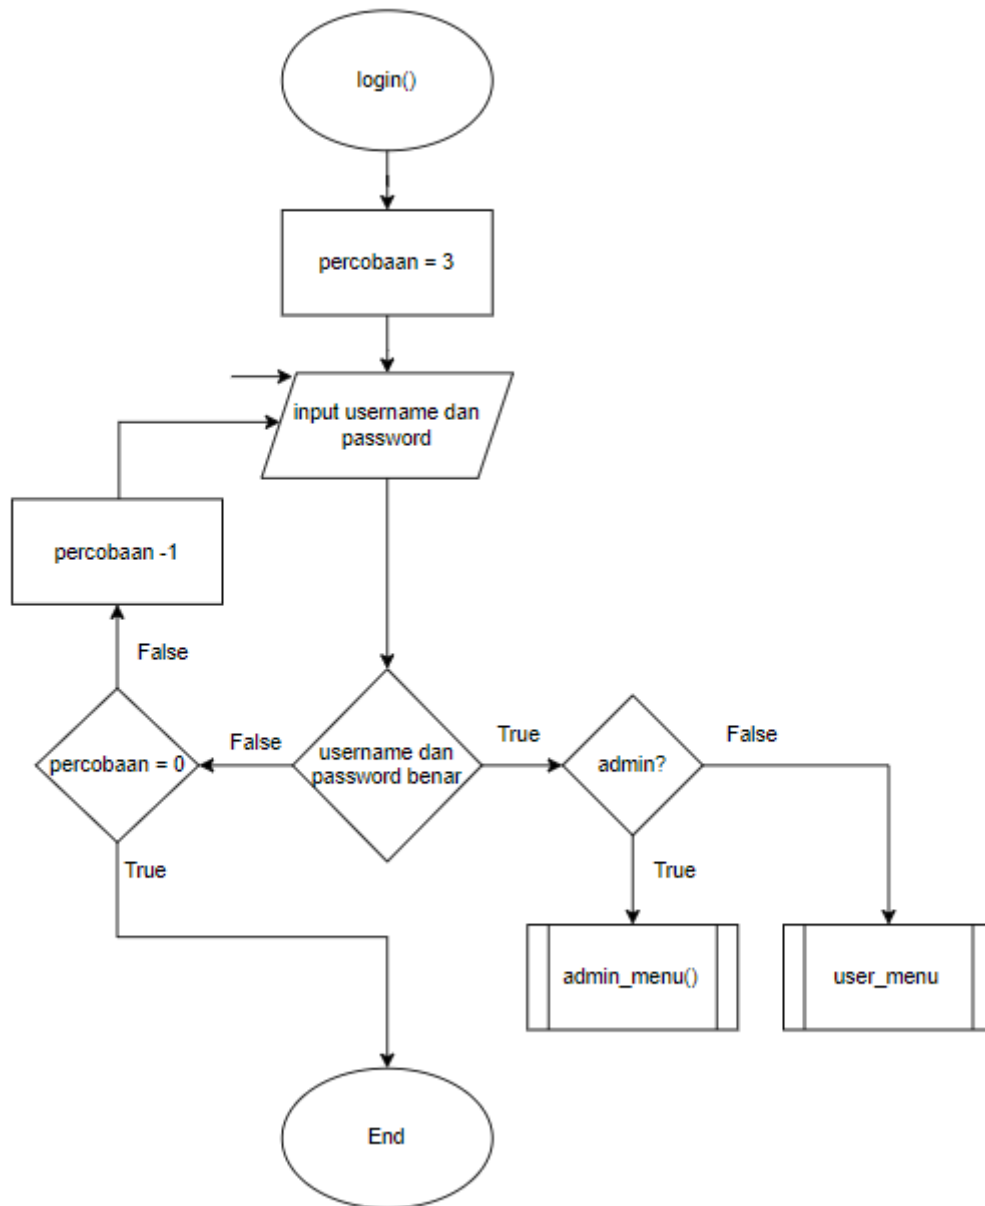 login()
percobaan = 3
input username dan
password
percobaan -1
False
percobaan = 0
False
username dan
password benar
True
admin?
False
True
True
admin_menu()
user_menu
End